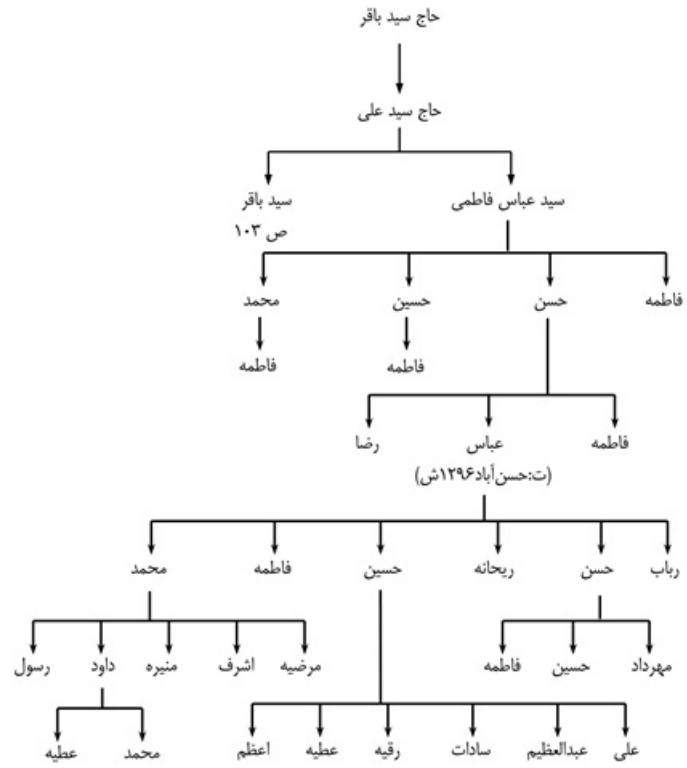 حاج سید باقر
حاج سید علی
سید عباس فاطمی سید باقر
ص ۱۰۳
فاطمه حسن حسین محمد
فاطمه فاطمه
فاطمه عباس رضا
(ت:حسن‌آباد۱۲۹۶ش)
رباب حسن ریحانه حسین فاطمه محمد
مهرداد حسین فاطمه مرضیه اشرف منیره داود رسول
علی عبدالعظیم سادات رقیه عطیه اعظم محمد عطیه